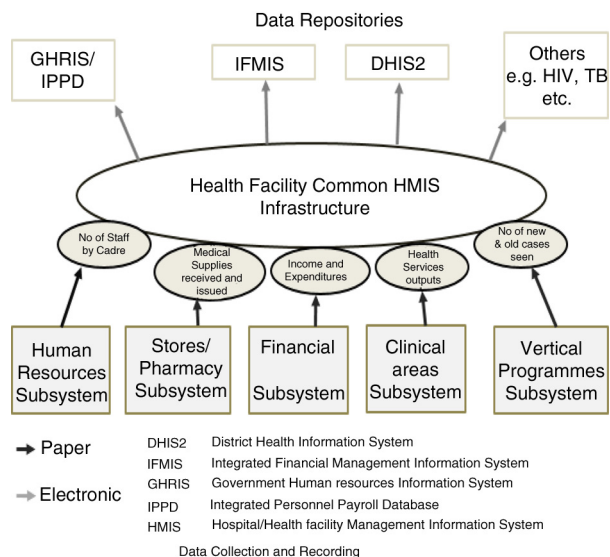 Data Repositories
GHRIS/
IPPD
IFMIS
DHIS2
Others
e.g. HIV, TB
etc.
Health Facility Common HMIS
Infrastructure
No of Staff
by Cadre
Medical
Supplies
received and
issued
Income and
Expenditures
Health
Services
outputs
No of new
& old cases
seen
Human
Resources
Subsystem
Stores/
Pharmacy
Subsystem
Financial
Subsystem
Clinical
areas
Subsystem
Vertical
Programmes
Subsystem
Paper
Electronic
DHIS2 District Health Information System
IFMIS Integrated Financial Management Information System
GHRIS Government Human resources Information System
IPPD Integrated Personnel Payroll Database
HMIS Hospital/Health facility Management Information System
Data Collection and Recording